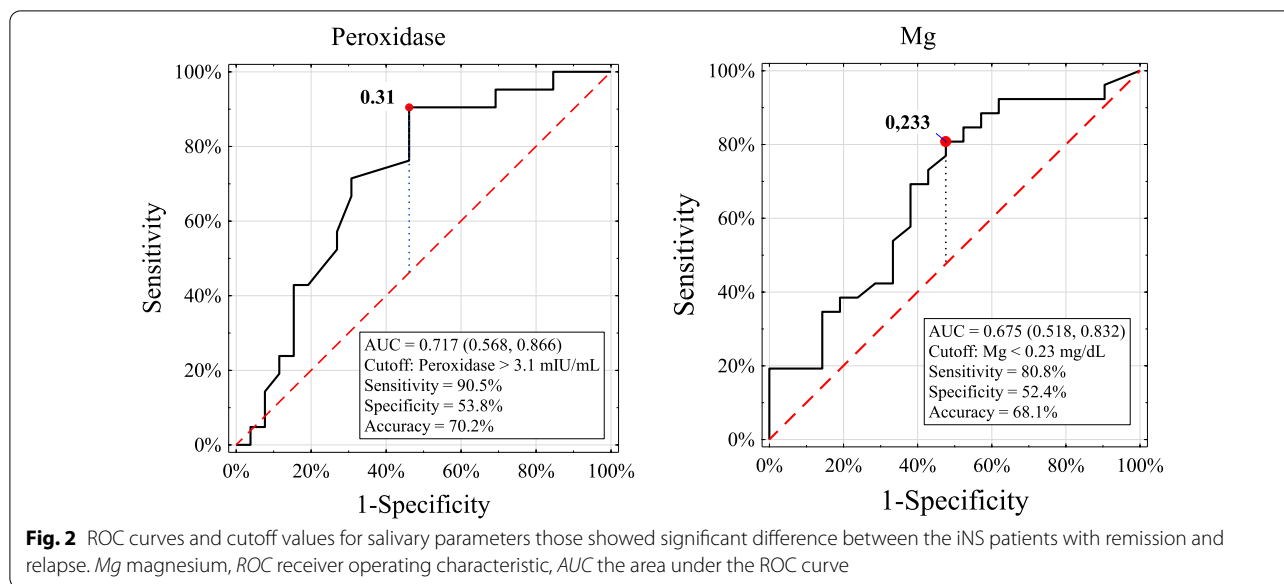 Peroxidase
100%
80%
60%
40%
20%
0%
Sensitivity
0.31
AUC = 0.717 (0.568, 0.866)
Cutoff: Peroxidase > 3.1 mIU/mL
Sensitivity = 90.5%
Specificity = 53.8%
Accuracy = 70.2%
0% 20% 40% 60% 80% 100%
1-Specificity
Mg
100%
80%
60%
40%
20%
0%
Sensitivity
0,233
AUC = 0.675 (0.518, 0.832)
Cutoff: Mg < 0.23 mg/dL
Sensitivity = 80.8%
Specificity = 52.4%
Accuracy = 68.1%
0% 20% 40% 60% 80% 100%
1-Specificity
Fig. 2 ROC curves and cutoff values for salivary parameters those showed significant difference between the iNS patients with remission and
relapse. Mg magnesium, ROC receiver operating characteristic, AUC the area under the ROC curve